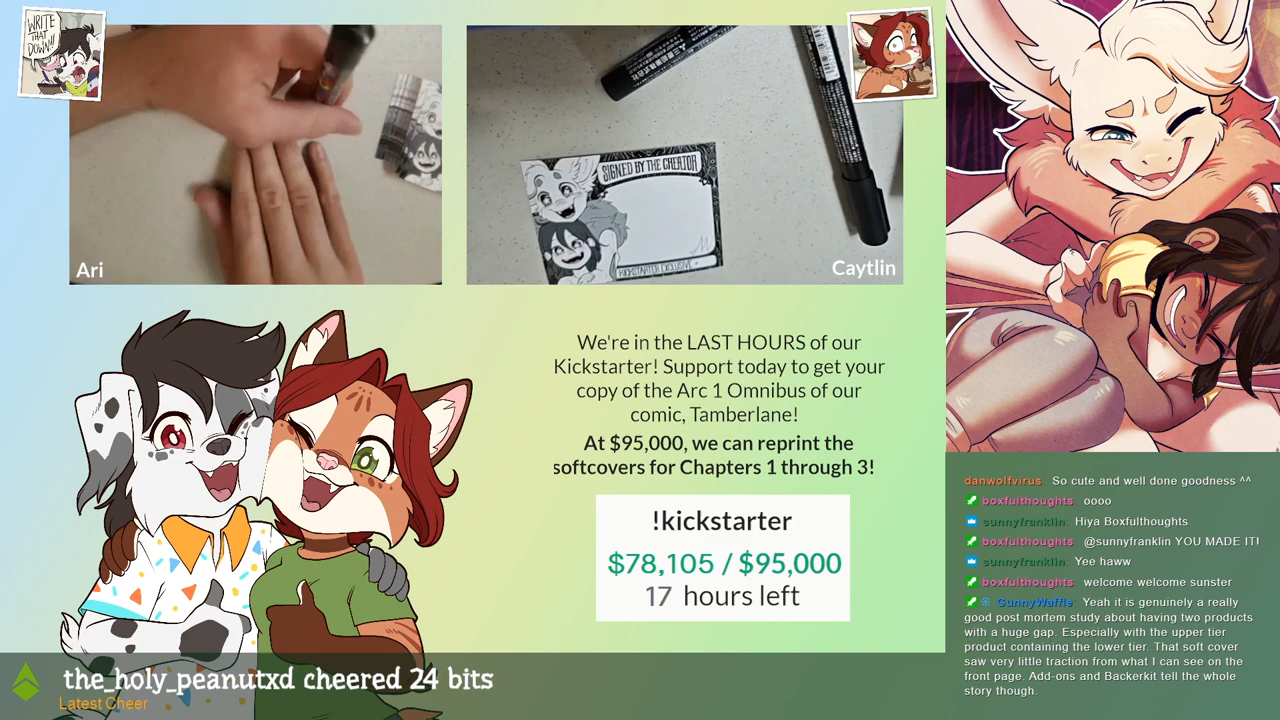 WRITE
THAT
DOWN!!
SIGNED BY THE CREATOR
KICKSTARTER EXCLUSIVE
Ari
Caytlin
We're in the LAST HOURS of our
Kickstarter! Support today to get your
copy of the Arc 1 Omnibus of our
comic, Tamberlane!
At $95,000, we can reprint the
softcovers for Chapters 1 through 3!
!kickstarter
$78,105 / $95,000
17 hours left
the_holy_peanutxd cheered 24 bits
Latest Cheer
danwolfvirus: So cute and well done goodness ^^
boxfulthoughts: oooo
sunnyfranklin: Hiya Boxfulthoughts
boxfulthoughts: @sunnyfranklin YOU MADE IT!
sunnyfranklin: Yee haww
boxfulthoughts: welcome welcome sunster
GunnyWaffle: Yeah it is genuinely a really
good post mortem study about having two products
with a huge gap. Especially with the upper tier
product containing the lower tier. That soft cover
saw very little traction from what I can see on the
front page. Add-ons and Backerkit tell the whole
story though.